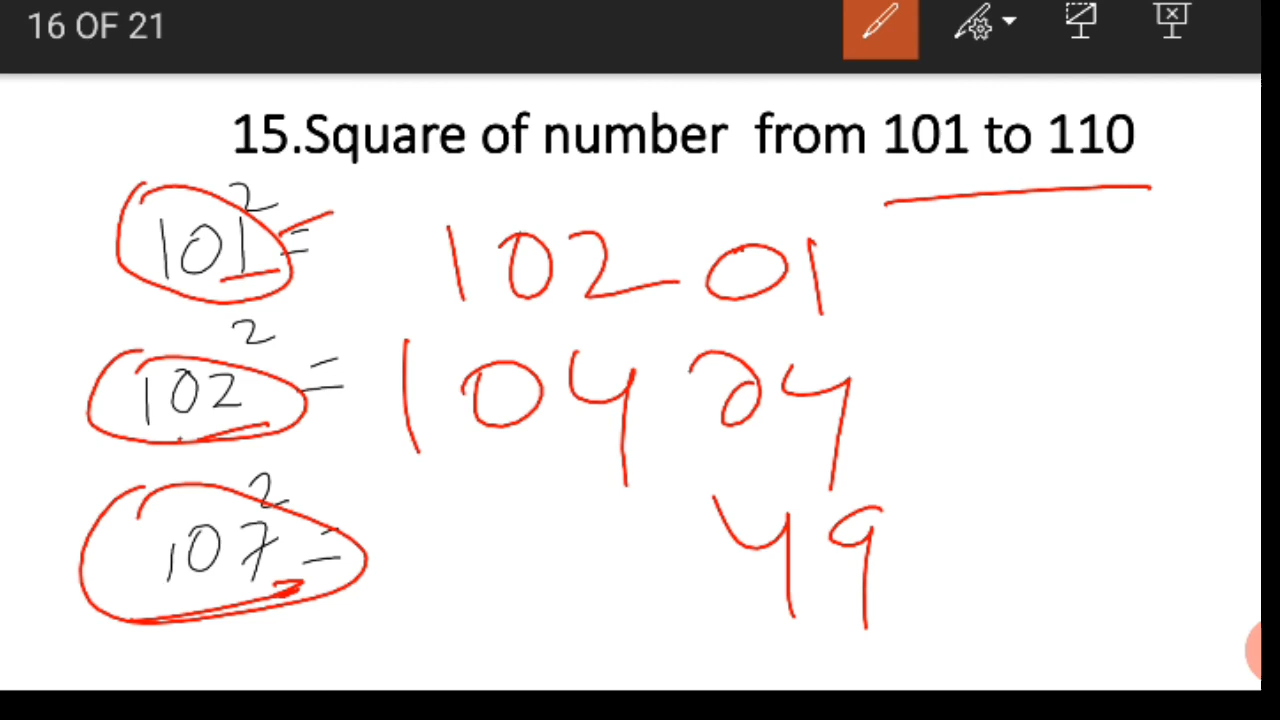 16 OF 21
15.Square of number from 101 to 110
101² = 10201
102² = 10404
107² = 49